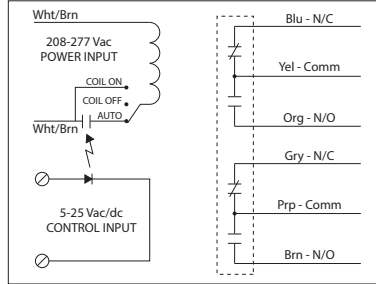 Wht/Brn
208-277 Vac
POWER INPUT
COIL ON
COIL OFF
AUTO
Wht/Brn
5-25 Vac/dc
CONTROL INPUT
Blu - N/C
Yel - Comm
Org - N/O
Gry - N/C
Prp - Comm
Brn - N/O